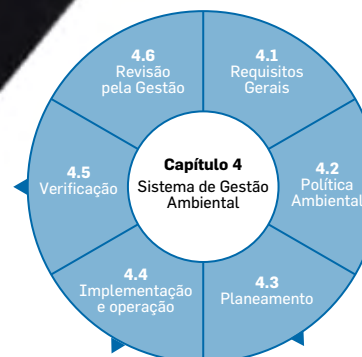 4.6
Revisão
pela Gestão
4.1
Requisitos
Gerais
4.5
Verificação
Capítulo 4
Sistema de Gestão
Ambiental
4.2
Política
Ambiental
4.4
Implementação
e operação
4.3
Planeamento